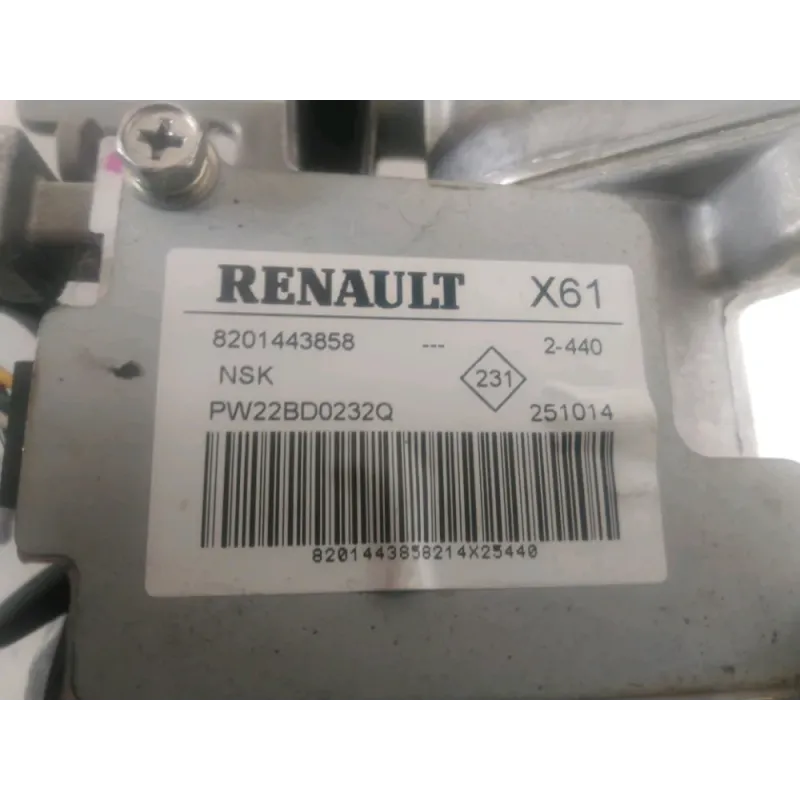 RENAULT X61
8201443858 --- 2-440
NSK 231
PW22BD0232Q 251014
8201443858214X25440